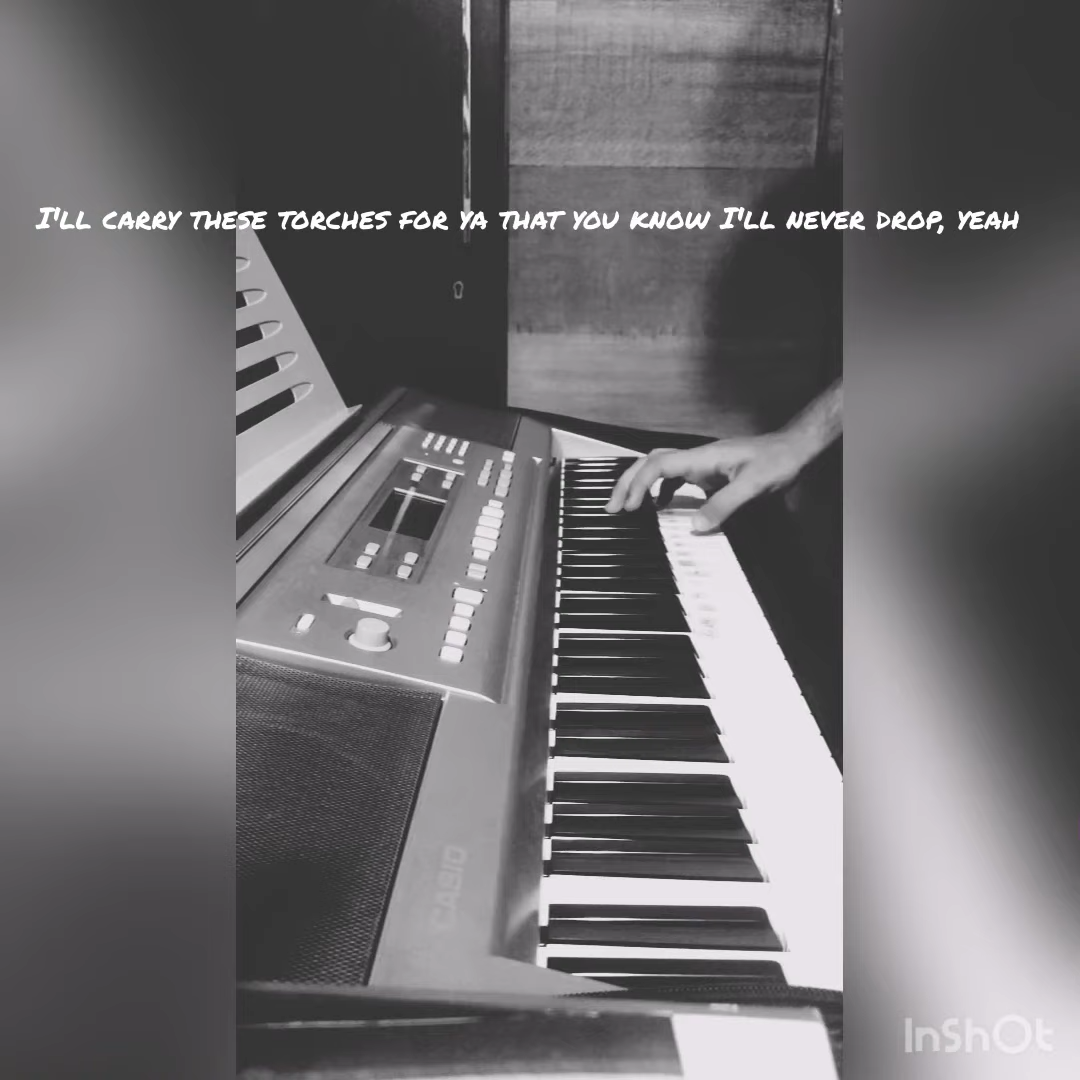 I'LL CARRY THESE TORCHES FOR YA THAT YOU KNOW I'LL NEVER DROP, YEAH
CASIO
InShOt